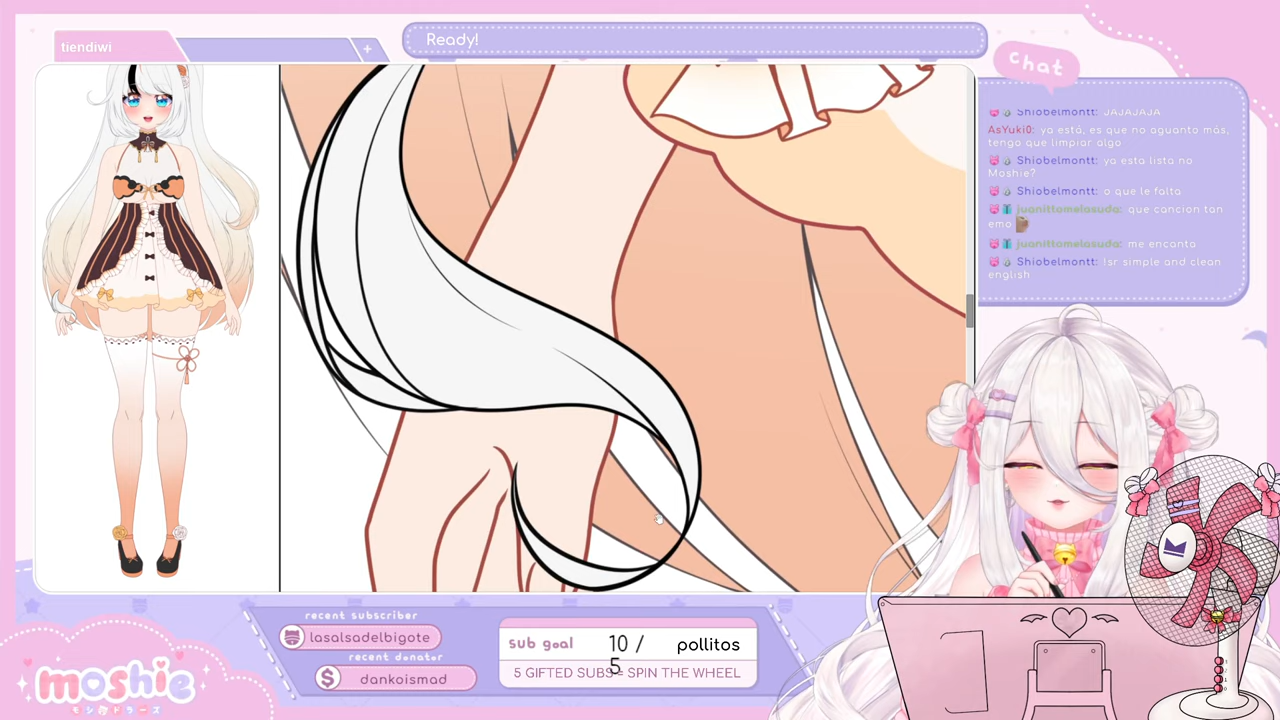 tiendiwi
+
Ready!
chat
Shiobelmontt: JAJAJAJA
AsYuki0: ya está, es que no aguanto más,
tengo que limpiar algo
Shiobelmontt: ya esta lista no
Moshie?
Shiobelmontt: o que le falta
juanittomelasuda: que cancion tan
emo
juanittomelasuda: me encanta
Shiobelmontt: !sr simple and clean
english
recent subscriber
lasalsadelbigote
recent donator
$ dankoismad
sub goal
10 /
5
pollitos
5 GIFTED SUBS = SPIN THE WHEEL
moshie